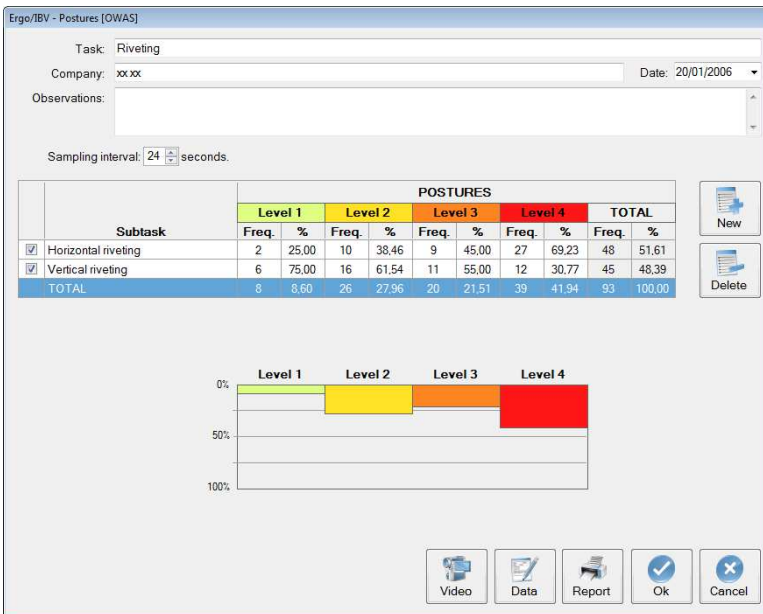 Ergo/IBV - Postures [OWAS]
Task: Riveting
Company: xx xx Date: 20/01/2006
Observations:
Sampling interval: 24 seconds.
POSTURES
Level 1 Level 2 Level 3 Level 4 TOTAL
Subtask Freq. % Freq. % Freq. % Freq. % Freq. %
Horizontal riveting 2 25,00 10 38,46 9 45,00 27 69,23 48 51,61
Vertical riveting 6 75,00 16 61,54 11 55,00 12 30,77 45 48,39
TOTAL 8 8,60 26 27,96 20 21,51 39 41,94 93 100,00
New
Delete
Level 1 Level 2 Level 3 Level 4
0%
50%
100%
Video Data Report Ok Cancel